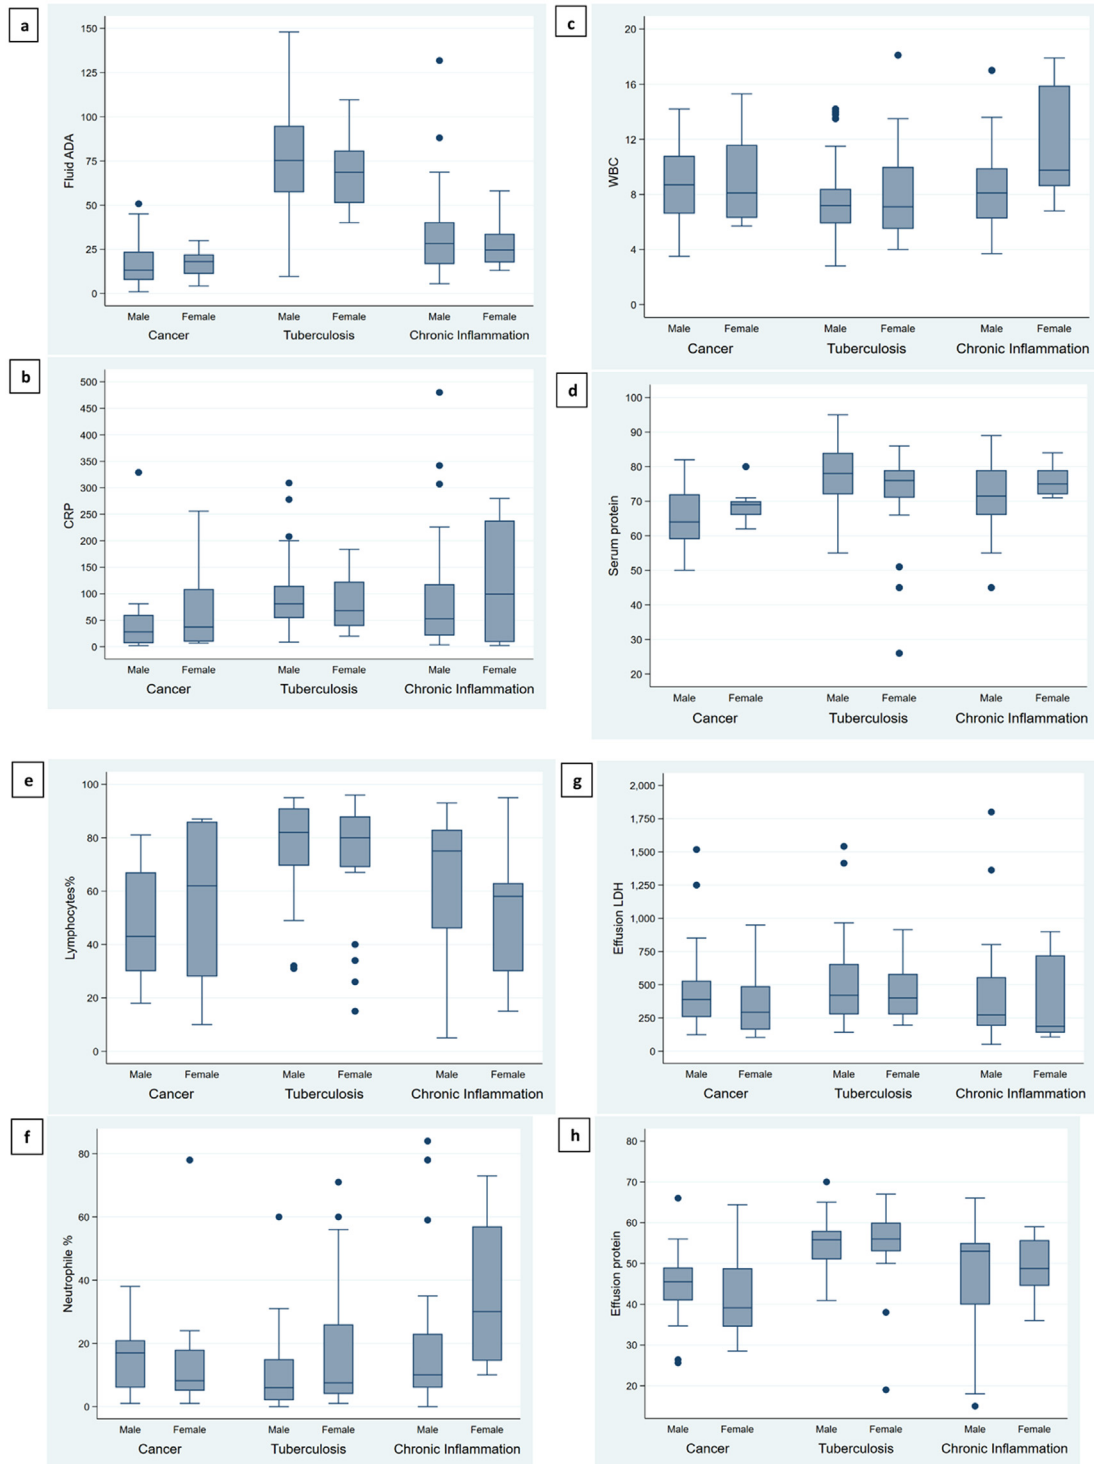 a
Fluid ADA
150
125
100
75
50
25
0
Male Female Male Female Male Female
Cancer Tuberculosis Chronic Inflammation
c
WBC
20
16
12
8
4
0
Male Female Male Female Male Female
Cancer Tuberculosis Chronic Inflammation
b
CRP
500
450
400
350
300
250
200
150
100
50
0
Male Female Male Female Male Female
Cancer Tuberculosis Chronic Inflammation
d
Serum protein
100
90
80
70
60
50
40
30
20
Male Female Male Female Male Female
Cancer Tuberculosis Chronic Inflammation
e
Lymphocytes%
100
80
60
40
20
0
Male Female Male Female Male Female
Cancer Tuberculosis Chronic Inflammation
g
Effusion LDH
2,000
1,750
1,500
1,250
1,000
750
500
250
0
Male Female Male Female Male Female
Cancer Tuberculosis Chronic Inflammation
f
Neutrophile %
80
60
40
20
0
Male Female Male Female Male Female
Cancer Tuberculosis Chronic Inflammation
h
Effusion protein
80
70
60
50
40
30
20
Male Female Male Female Male Female
Cancer Tuberculosis Chronic Inflammation